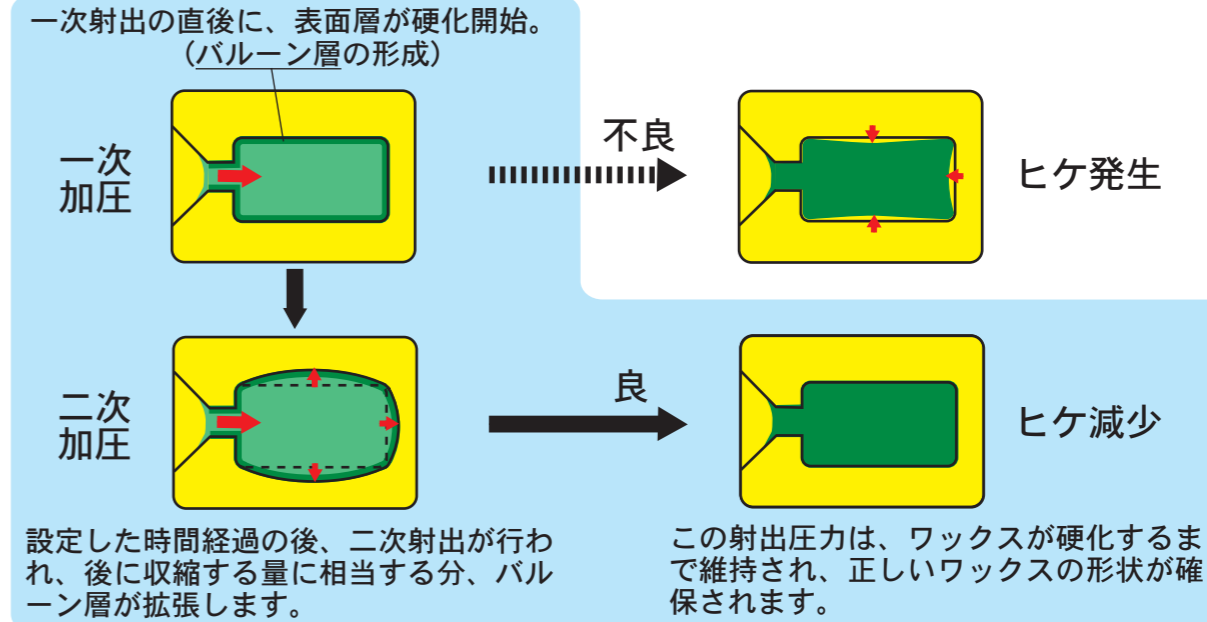 一次射出の直後に、表面層が硬化開始。
（バルーン層の形成）
一次
加圧
不良
ヒケ発生
二次
加圧
良
ヒケ減少
設定した時間経過の後、二次射出が行わ
れ、後に収縮する量に相当する分、バル
ーン層が拡張します。
この射出圧力は、ワックスが硬化するま
で維持され、正しいワックスの形状が確
保されます。